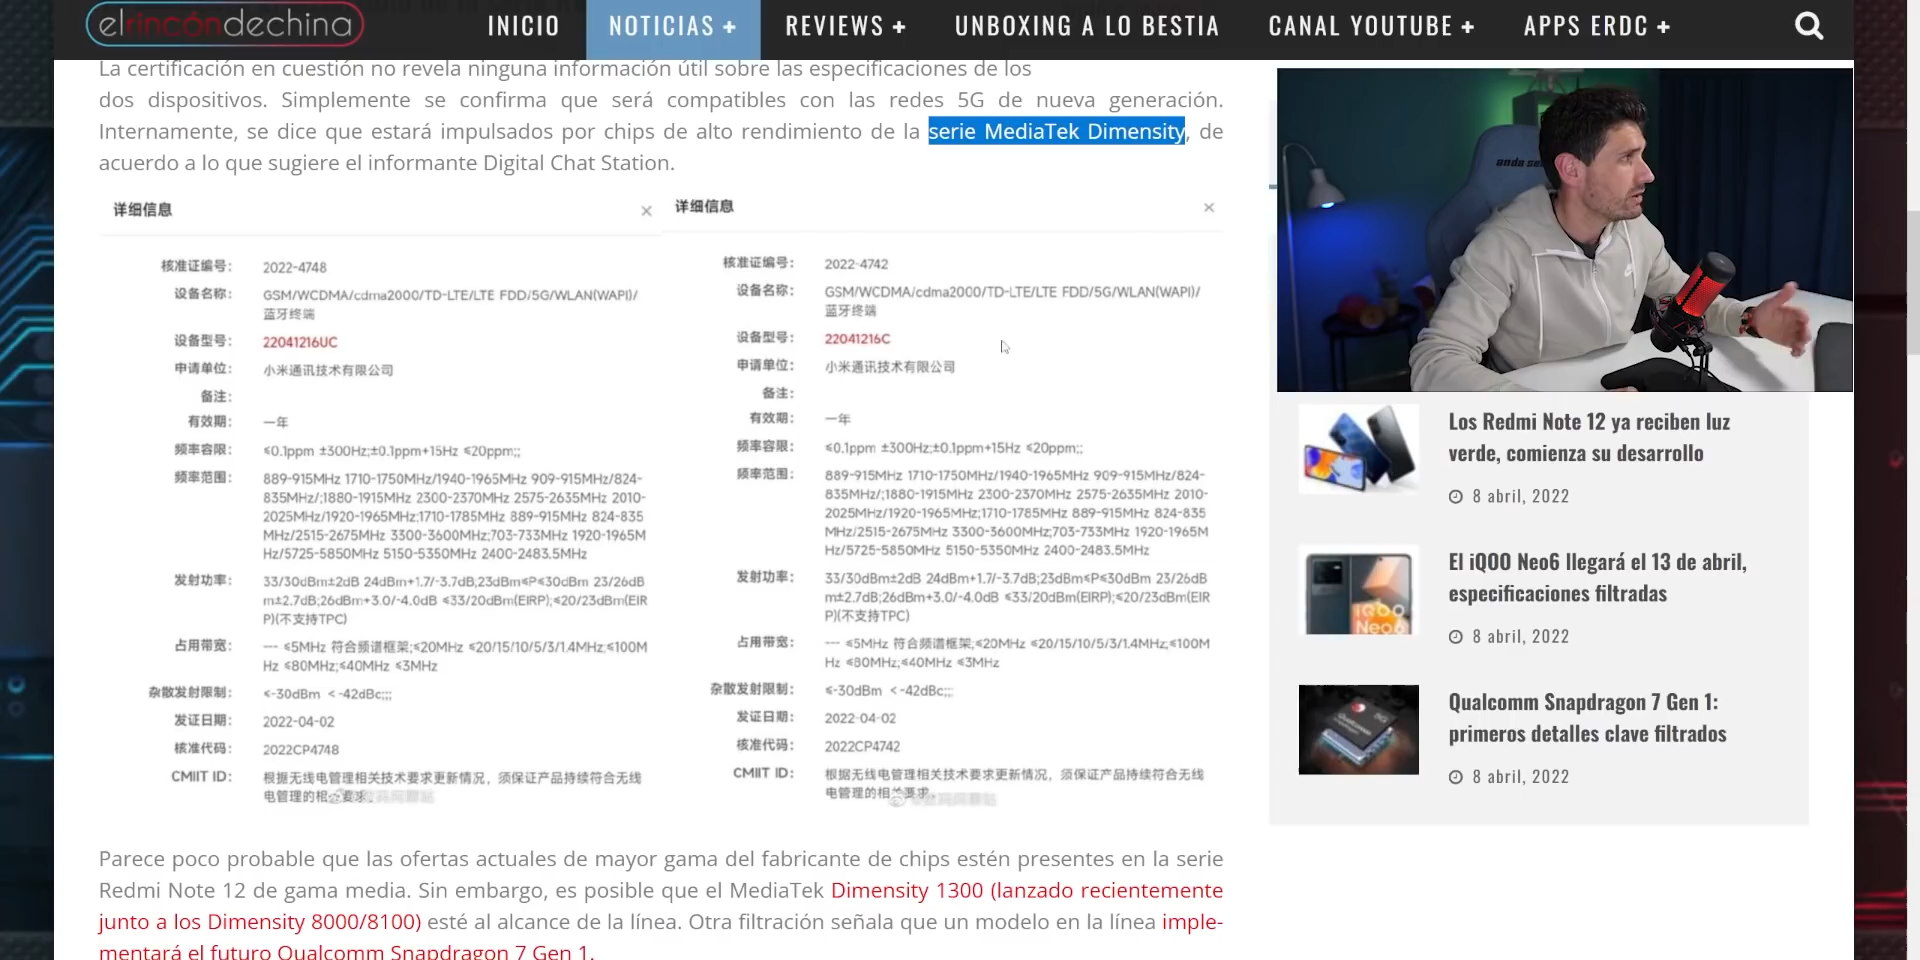 elrincóndechina
INICIO
NOTICIAS +
REVIEWS +
UNBOXING A LO BESTIA
CANAL YOUTUBE +
APPS ERDC +
La certificación en cuestión no revela ninguna información útil sobre las especificaciones de los
dos dispositivos. Simplemente se confirma que será compatibles con las redes 5G de nueva generación.
Internamente, se dice que estará impulsados por chips de alto rendimiento de la serie MediaTek Dimensity, de
acuerdo a lo que sugiere el informante Digital Chat Station.
详细信息 ×
核准证编号: 2022-4748
设备名称: GSM/WCDMA/cdma2000/TD-LTE/LTE FDD/5G/WLAN(WAPI)/
蓝牙终端
设备型号: 22041216UC
申请单位: 小米通讯技术有限公司
备注:
有效期: 一年
频率容限: ≤0.1ppm ±300Hz;±0.1ppm+15Hz ≤20ppm;;
频率范围: 889-915MHz 1710-1750MHz/1940-1965MHz 909-915MHz/824-
835MHz/;1880-1915MHz 2300-2370MHz 2575-2635MHz 2010-
2025MHz/1920-1965MHz;1710-1785MHz 889-915MHz 824-835
MHz/2515-2675MHz 3300-3600MHz;703-733MHz 1920-1965M
Hz/5725-5850MHz 5150-5350MHz 2400-2483.5MHz
发射功率: 33/30dBm±2dB 24dBm+1.7/-3.7dB;23dBm≤P≤30dBm 23/26dB
m±2.7dB;26dBm+3.0/-4.0dB ≤33/20dBm(EIRP);≤20/23dBm(EIR
P)(不支持TPC)
占用带宽: --- ≤5MHz 符合频谱框架;≤20MHz ≤20/15/10/5/3/1.4MHz;≤100M
Hz ≤80MHz;≤40MHz ≤3MHz
杂散发射限制: ≤-30dBm < -42dBc;;;
发证日期: 2022-04-02
核准代码: 2022CP4748
CMIIT ID: 根据无线电管理相关技术要求更新情况，须保证产品持续符合无线
电管理的相关要求。
详细信息 ×
核准证编号: 2022-4742
设备名称: GSM/WCDMA/cdma2000/TD-LTE/LTE FDD/5G/WLAN(WAPI)/
蓝牙终端
设备型号: 22041216C
申请单位: 小米通讯技术有限公司
备注:
有效期: 一年
频率容限: ≤0.1ppm ±300Hz;±0.1ppm+15Hz ≤20ppm;;
频率范围: 889-915MHz 1710-1750MHz/1940-1965MHz 909-915MHz/824-
835MHz/;1880-1915MHz 2300-2370MHz 2575-2635MHz 2010-
2025MHz/1920-1965MHz;1710-1785MHz 889-915MHz 824-835
MHz/2515-2675MHz 3300-3600MHz;703-733MHz 1920-1965M
Hz/5725-5850MHz 5150-5350MHz 2400-2483.5MHz
发射功率: 33/30dBm±2dB 24dBm+1.7/-3.7dB;23dBm≤P≤30dBm 23/26dB
m±2.7dB;26dBm+3.0/-4.0dB ≤33/20dBm(EIRP);≤20/23dBm(EIR
P)(不支持TPC)
占用带宽: --- ≤5MHz 符合频谱框架;≤20MHz ≤20/15/10/5/3/1.4MHz;≤100M
Hz ≤80MHz;≤40MHz ≤3MHz
杂散发射限制: ≤-30dBm < -42dBc;;;
发证日期: 2022-04-02
核准代码: 2022CP4742
CMIIT ID: 根据无线电管理相关技术要求更新情况，须保证产品持续符合无线
电管理的相关要求。
Parece poco probable que las ofertas actuales de mayor gama del fabricante de chips estén presentes en la serie
Redmi Note 12 de gama media. Sin embargo, es posible que el MediaTek Dimensity 1300 (lanzado recientemente
junto a los Dimensity 8000/8100) esté al alcance de la línea. Otra filtración señala que un modelo en la línea imple-
mentará el futuro Qualcomm Snapdragon 7 Gen 1.
anda se
Los Redmi Note 12 ya reciben luz
verde, comienza su desarrollo
8 abril, 2022
iQOO
Neo6
El iQOO Neo6 llegará el 13 de abril,
especificaciones filtradas
8 abril, 2022
Qualcomm Snapdragon 7 Gen 1:
primeros detalles clave filtrados
8 abril, 2022